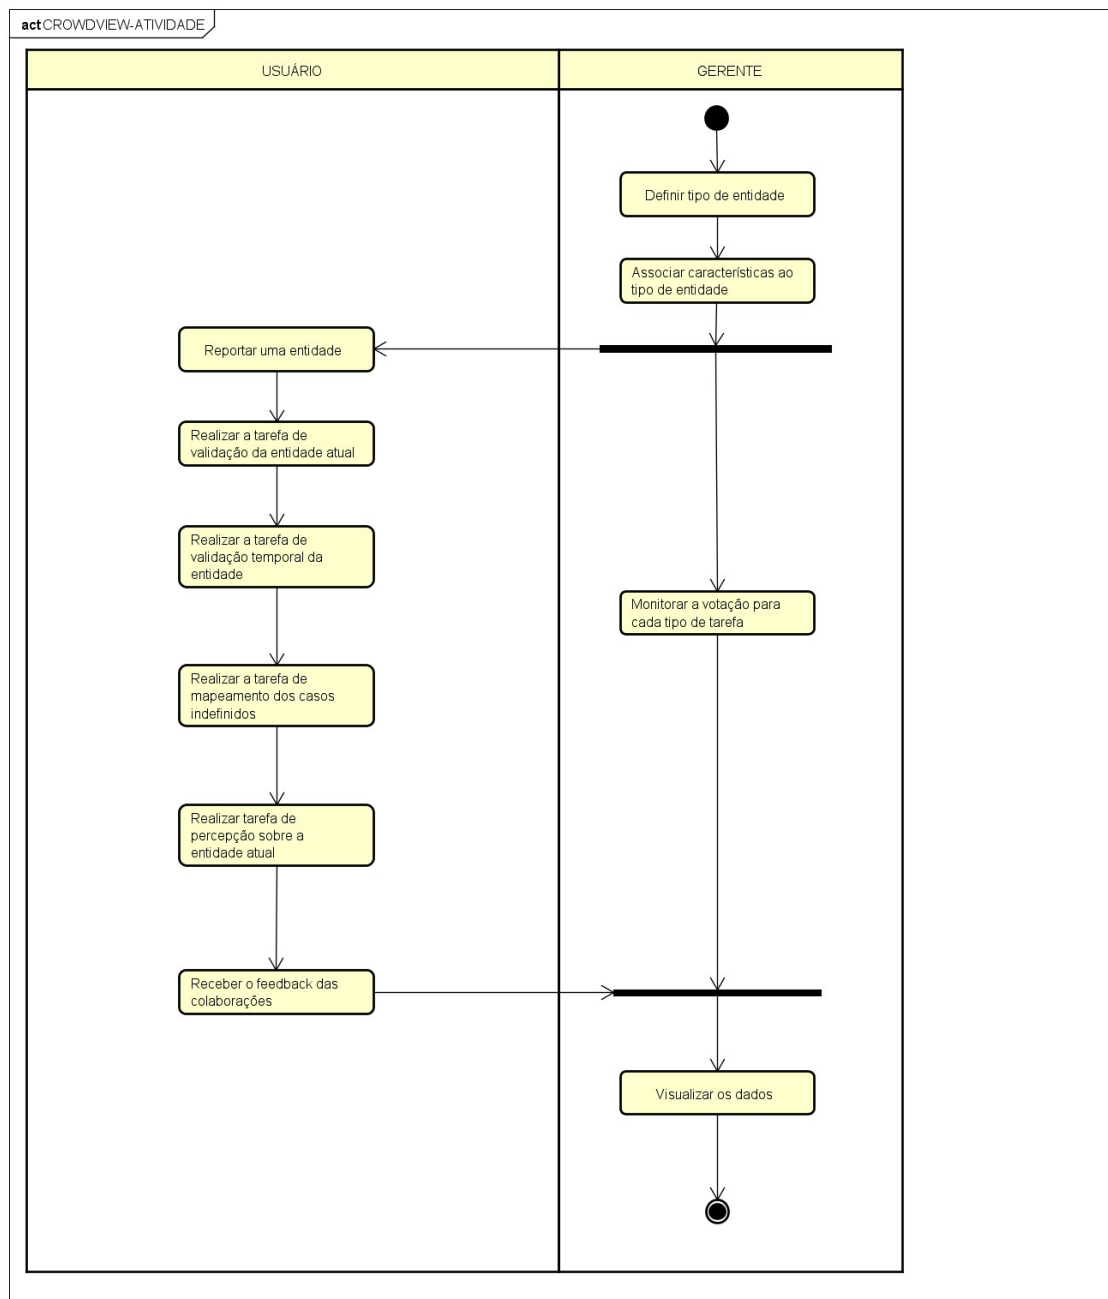 act CROWDVIEW-ATIVIDADE
USUÁRIO
GERENTE
Definir tipo de entidade
Associar características ao
tipo de entidade
Reportar uma entidade
Realizar a tarefa de
validação da entidade atual
Realizar a tarefa de
validação temporal da
entidade
Monitorar a votação para
cada tipo de tarefa
Realizar a tarefa de
mapeamento dos casos
indefinidos
Realizar tarefa de
percepção sobre a
entidade atual
Receber o feedback das
colaborações
Visualizar os dados